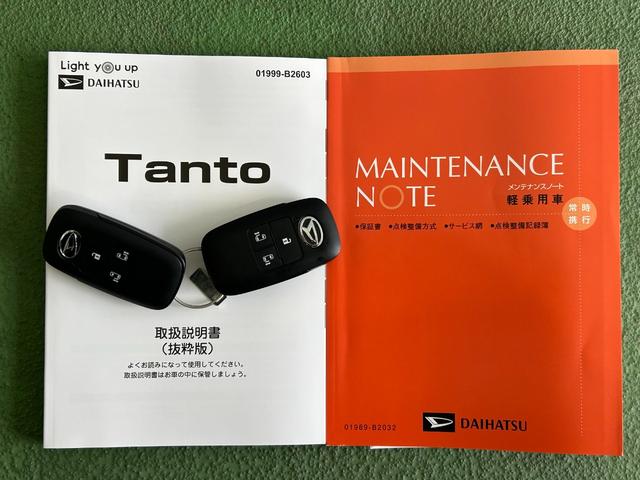 Light you up
DAIHATSU
01999-B2603
Tanto
取扱説明書
(抜粋版)
よくお読みになって使用してください。
取扱説明書はお車の中に保管しましょう。
MAINTENANCE
NOTE
メンテナンスノート
軽乗用車
常時
携行
●保証書 ●点検整備方式 ●サービス網 ●点検整備記録簿
01989-B2032
DAIHATSU